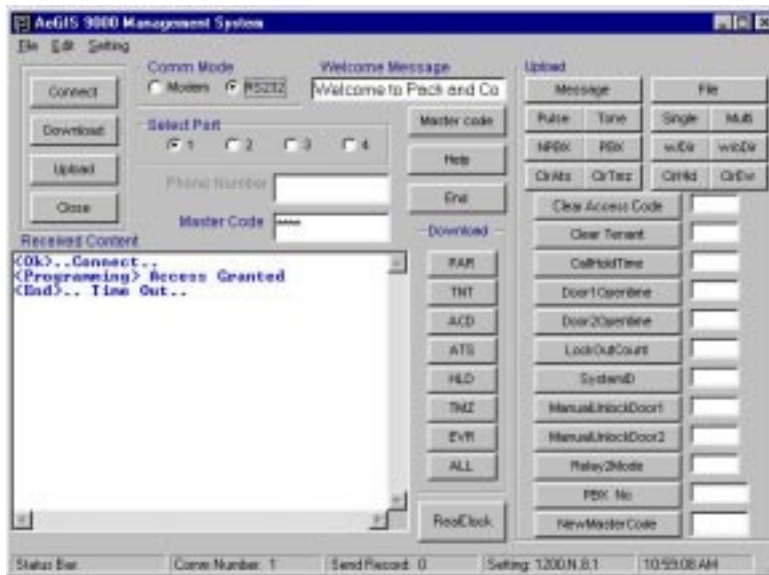 AeGIS 9000 Management System
File Edit Setting
Connect
Download
Upload
Close
Comm Mode
Modem RS232
Welcome Message
Welcome to Pach and Co
Select Port
1 2 3 4
Phone Number
Master Code
****
Master code
Help
End
Received Content
<Ok>..Connect..
<Programming> Access Granted
<End>.. Time Out..
Download
PAR
TNT
ACD
ATS
HLD
TMZ
EVR
ALL
RealClock
Upload
Message File
Pulse Tone Single Multi
NPBX PBX w/Dir w/oDir
ClrAts ClrTmz ClrHld ClrEvr
Clear Access Code
Clear Tenant
CallHoldTime
Door1Opentime
Door2Opentime
LockOutCount
SystemID
ManualUnlockDoor1
ManualUnlockDoor2
Relay2Mode
PBX No
NewMasterCode
Status Bar Comm Number: 1 Send Record: 0 Setting: 1200,N,8,1 10:59:08 AM